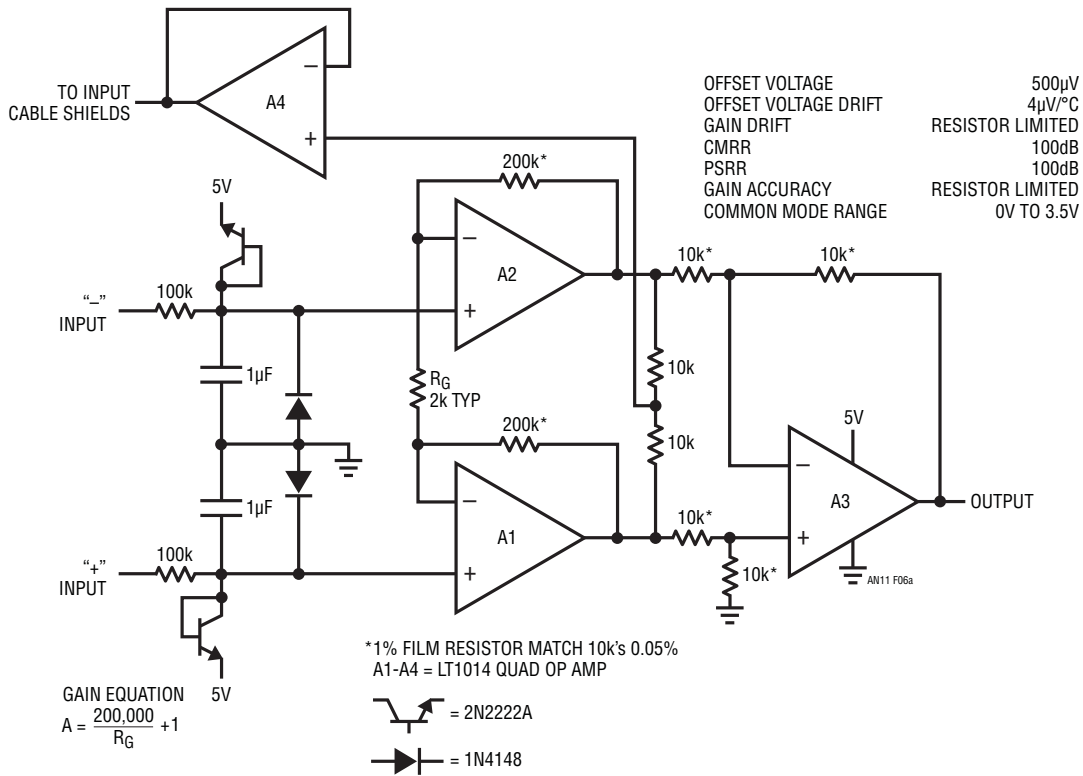 TO INPUT
CABLE SHIELDS
–
A4
+
OFFSET VOLTAGE 500µV
OFFSET VOLTAGE DRIFT 4µV/°C
GAIN DRIFT RESISTOR LIMITED
CMRR 100dB
PSRR 100dB
GAIN ACCURACY RESISTOR LIMITED
COMMON MODE RANGE 0V TO 3.5V
5V
200k*
–
A2
+
10k*
10k*
“–”
INPUT
100k
1µF
RG
2k TYP
10k
10k
200k*
5V
–
A3
+
OUTPUT
AN11 F06a
1µF
–
A1
+
10k*
10k*
“+”
INPUT
100k
5V
*1% FILM RESISTOR MATCH 10k's 0.05%
A1-A4 = LT1014 QUAD OP AMP
= 2N2222A
= 1N4148
GAIN EQUATION
A = 200,000 / RG +1